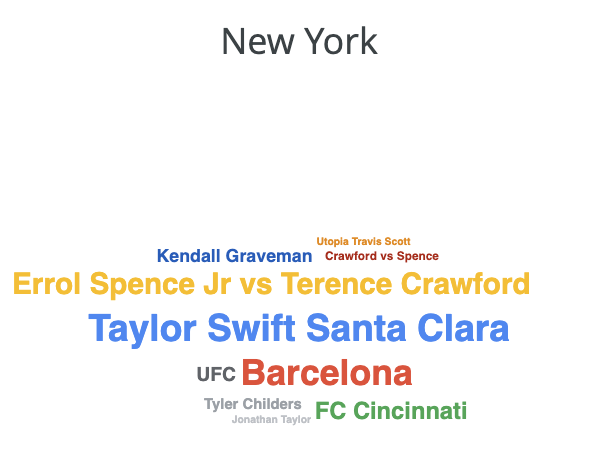 New York
Utopia Travis Scott
Kendall Graveman
Crawford vs Spence
Errol Spence Jr vs Terence Crawford
Taylor Swift Santa Clara
UFC
Barcelona
Tyler Childers
FC Cincinnati
Jonathan Taylor